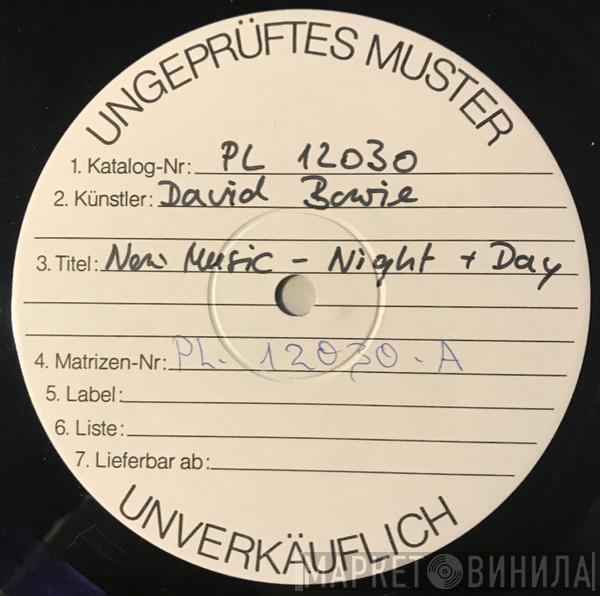 UNGEPRÜFTES MUSTER
1. Katalog-Nr: PL 12030
2. Künstler: David Bowie
3. Titel: New Music - Night + Day
4. Matrizen-Nr: PL. 12030. A
5. Label:
6. Liste:
7. Lieferbar ab:
UNVERKÄUFLICH
МАРКЕТ ВИНИЛА